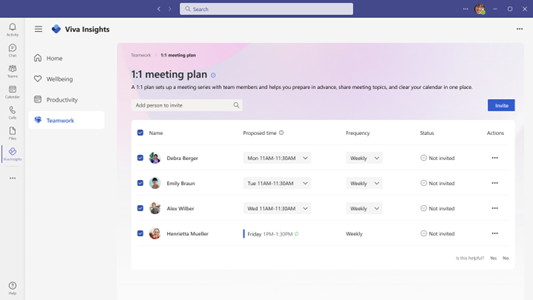 Search
Activity
Chat
Teams
Calendar
Calls
Files
Viva Insights
Help
Viva Insights
Home
Wellbeing
Productivity
Teamwork
Teamwork 1:1 meeting plan
1:1 meeting plan
A 1:1 plan sets up a meeting series with team members and helps you prepare in advance, share meeting topics, and clear your calendar in one place.
Add person to invite
Invite
Name Proposed time Frequency Status Actions
Debra Berger Mon 11AM-11:30AM Weekly Not invited
Emily Braun Tue 11AM-11:30AM Weekly Not invited
Alex Wilber Wed 11AM-11:30AM Weekly Not invited
Henrietta Mueller Friday 1PM-1:30PM Weekly Not invited
Is this helpful? Yes No